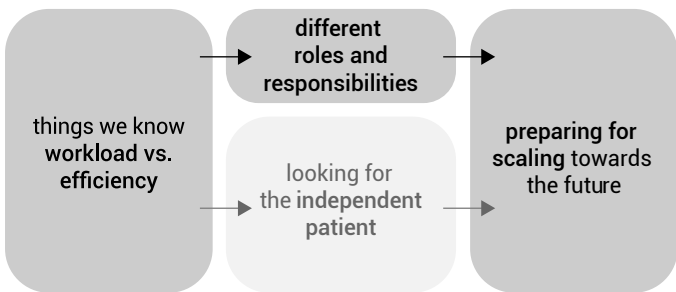 things we know
workload vs.
efficiency
different
roles and
responsibilities
looking for
the independent
patient
preparing for
scaling towards
the future